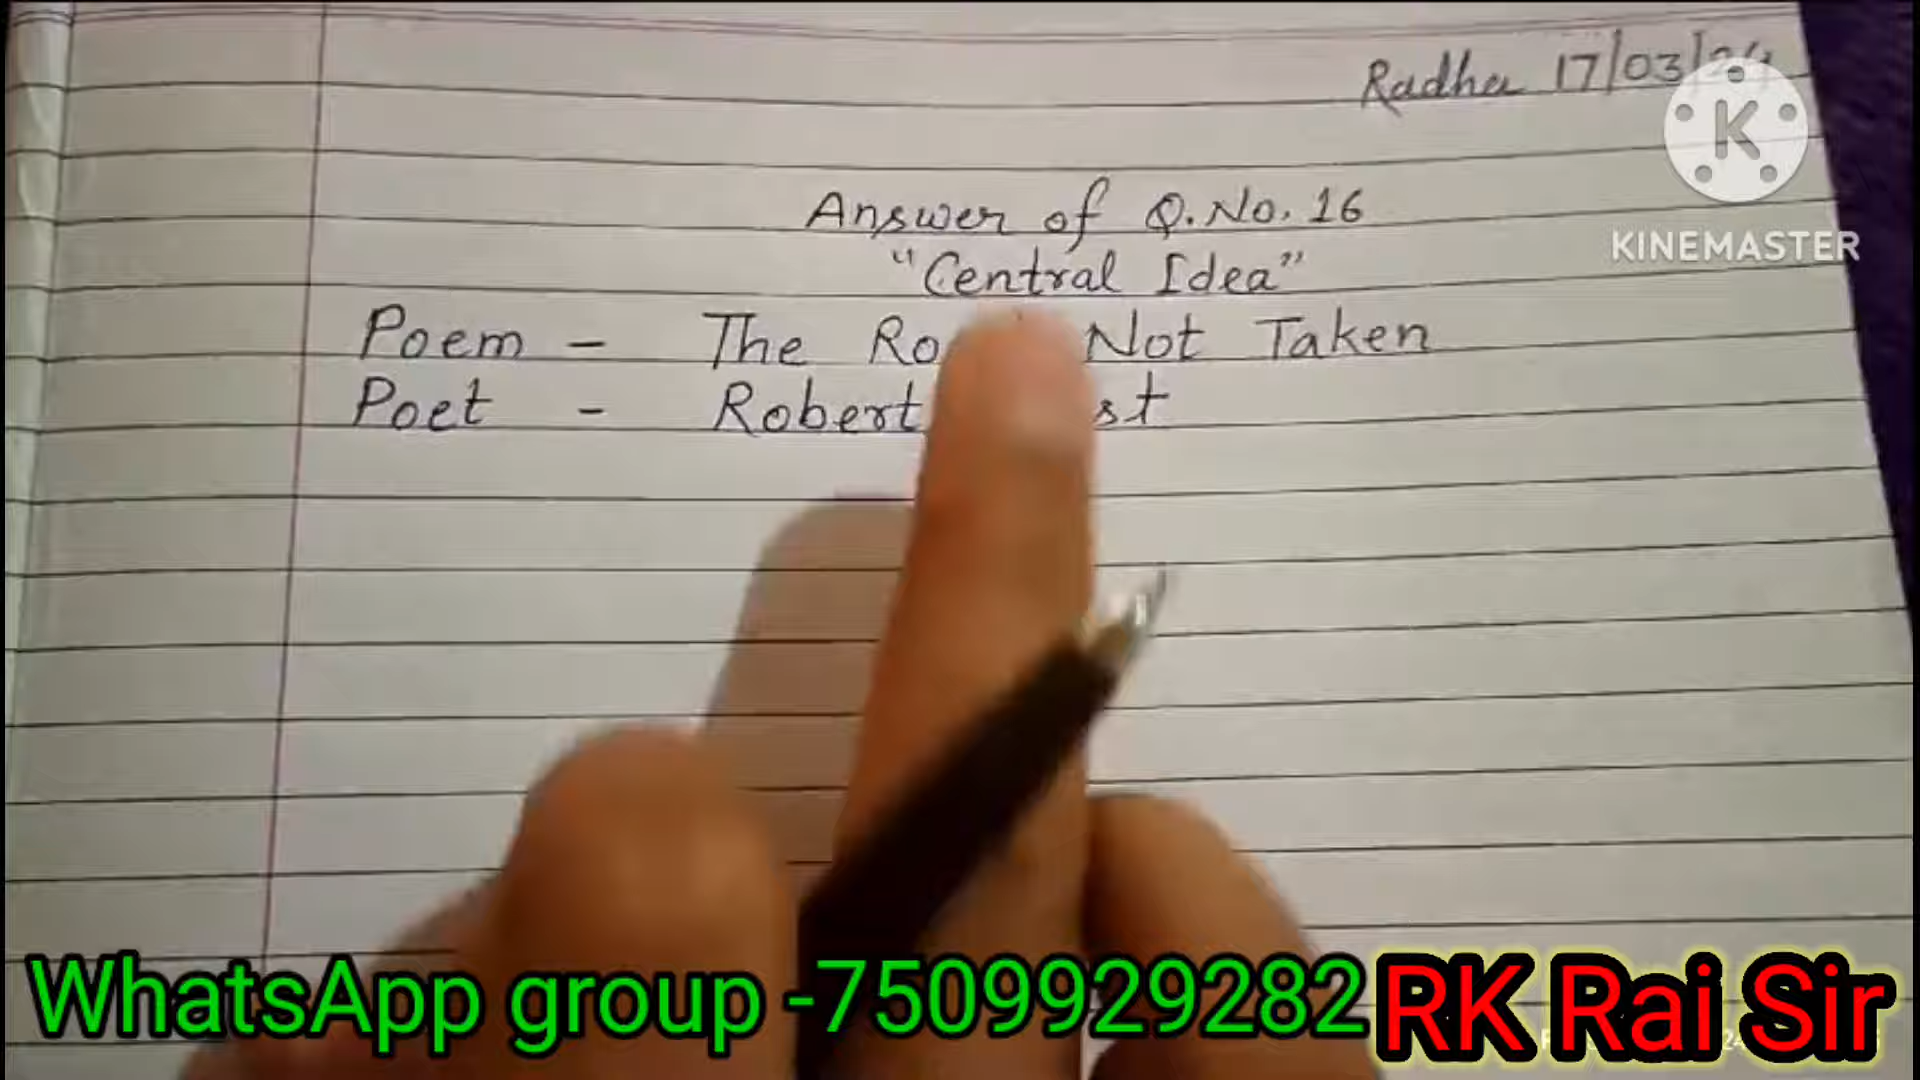 Radha 17/03/24
K
KINEMASTER
Answer of Q.No. 16
"Central Idea"
Poem - The Ro Not Taken
Poet - Robert st
WhatsApp group -7509929282 RK Rai Sir